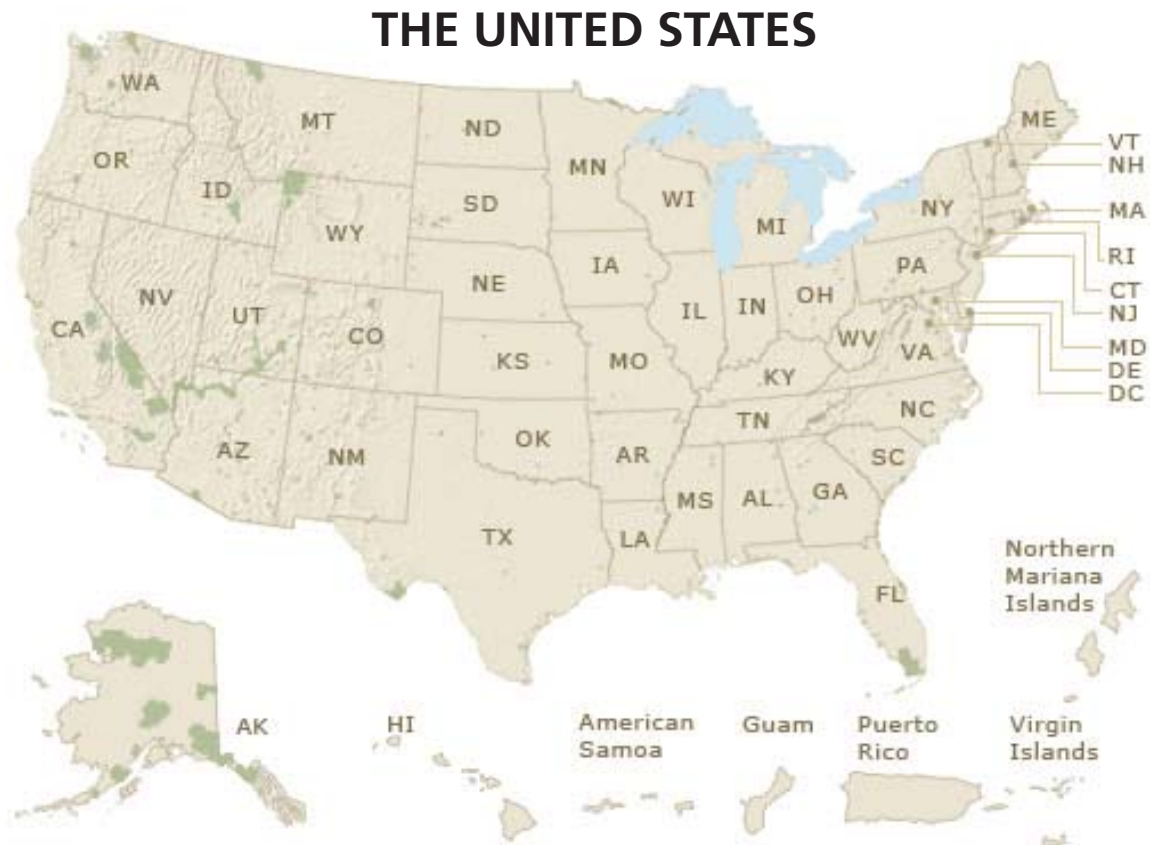 THE UNITED STATES
WA
MT
ND
MN
ME
VT
NH
OR
ID
SD
WI
MI
NY
MA
WY
RI
IA
PA
NE
CT
NV
IL
IN
OH
NJ
CA
UT
CO
WV
MD
KS
MO
VA
DE
KY
DC
NC
TN
OK
AZ
NM
AR
SC
MS
AL
GA
TX
LA
Northern
Mariana
Islands
FL
AK
HI
American
Samoa
Guam
Puerto
Rico
Virgin
Islands